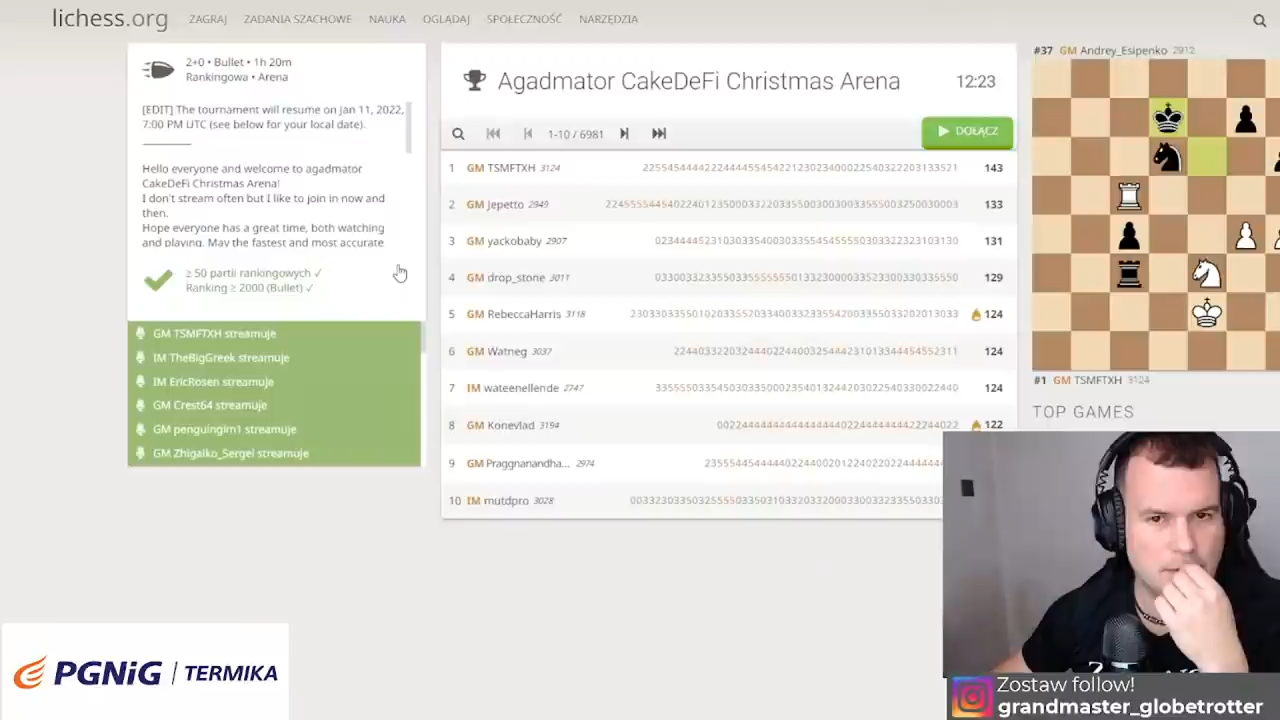 lichess.org
ZAGRAJ
ZADANIA SZACHOWE
NAUKA
OGLĄDAJ
SPOŁECZNOŚĆ
NARZĘDZIA
2+0 • Bullet • 1h 20m
Rankingowa • Arena
[EDIT] The tournament will resume on Jan 11, 2022,
7:00 PM UTC (see below for your local date).
Hello everyone and welcome to agadmator
CakeDeFi Christmas Arena!
I don't stream often but I like to join in now and
then.
Hope everyone has a great time, both watching
and playing. May the fastest and most accurate
≥ 50 partii rankingowych ✓
Ranking ≥ 2000 (Bullet) ✓
GM TSMFTXH streamuje
IM TheBigGreek streamuje
IM EricRosen streamuje
GM Crest64 streamuje
GM penguingim1 streamuje
GM Zhigalko_Sergei streamuje
Agadmator CakeDeFi Christmas Arena 12:23
1-10 / 6981
DOŁĄCZ
1 GM TSMFTXH 3124 143
2 GM Jepetto 2949 133
3 GM yackobaby 2907 131
4 GM drop_stone 3011 129
5 GM RebeccaHarris 3118 124
6 GM Watneg 3037 124
7 IM wateenellende 2747 124
8 GM Konevlad 3194 122
9 GM Praggnanandha... 2974
10 IM mutdpro 3028
#37 GM Andrey_Esipenko 2912
#1 GM TSMFTXH 3124
TOP GAMES
PGNiG | TERMIKA
Zostaw follow!
grandmaster_globetrotter